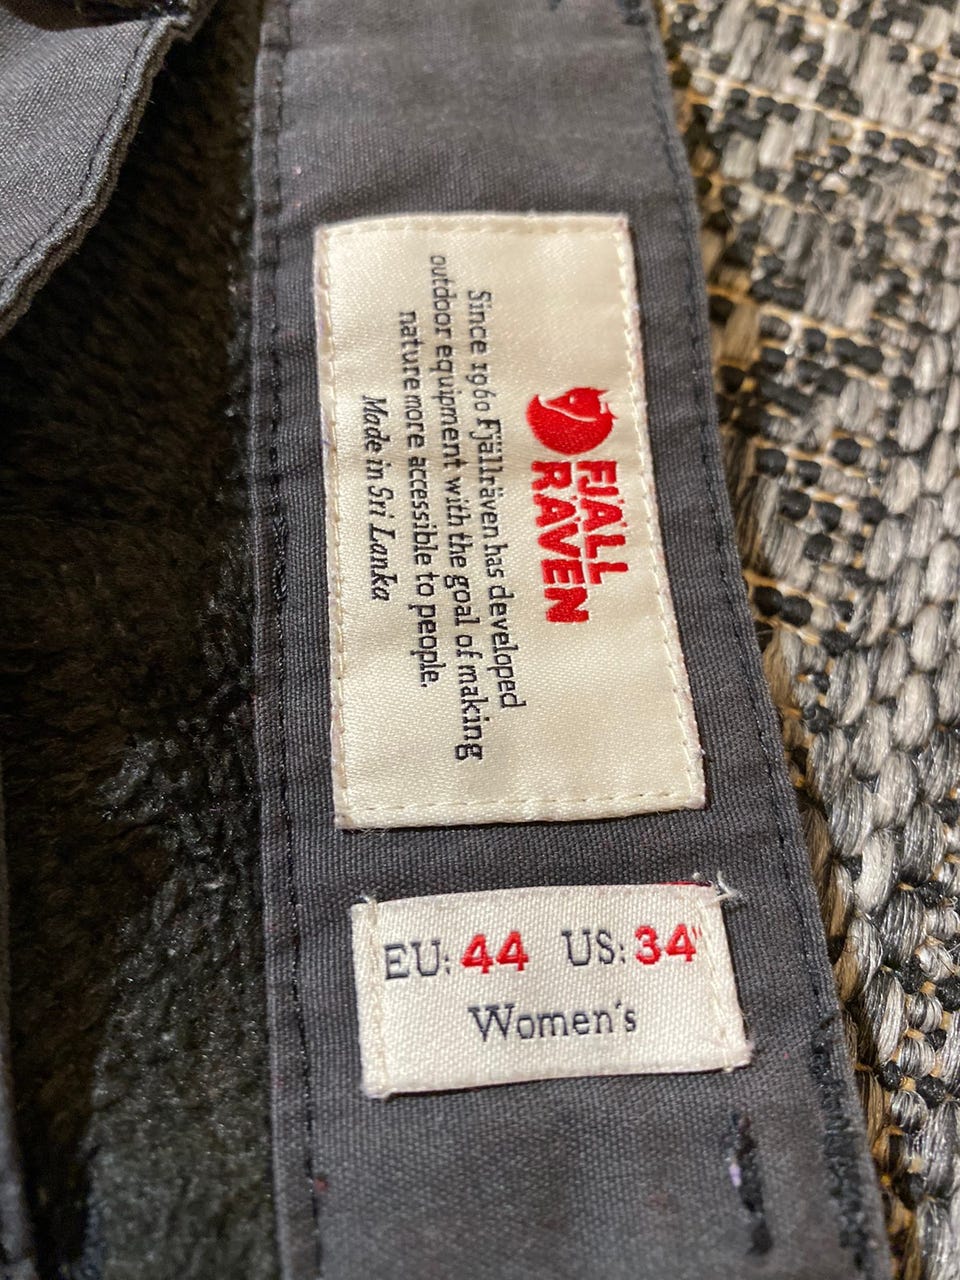 FJÄLL
RÄVEN
Since 1960 Fjällräven has developed
outdoor equipment with the goal of making
nature more accessible to people.
Made in Sri Lanka
EU: 44 US: 34"
Women's